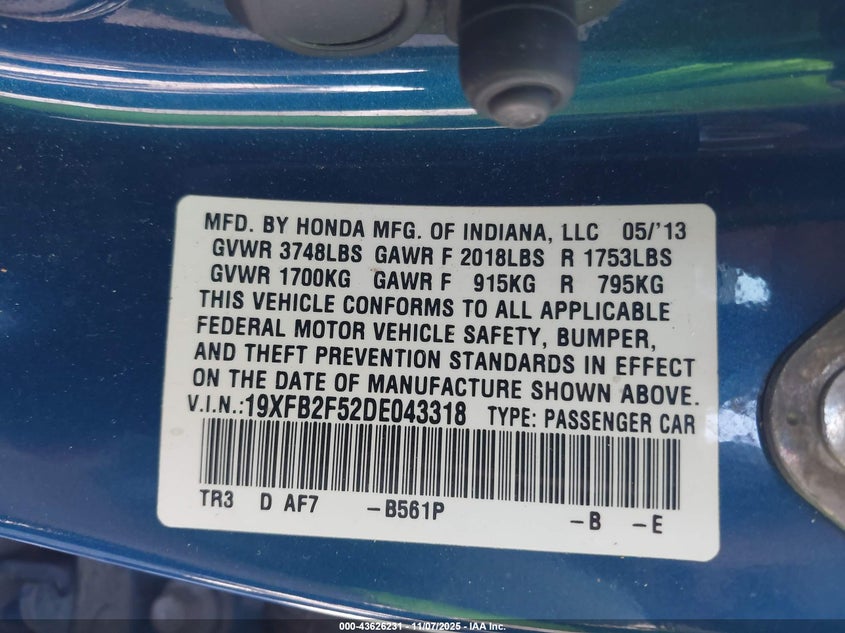 MFD. BY HONDA MFG. OF INDIANA, LLC 05/'13
GVWR 3748LBS GAWR F 2018LBS R 1753LBS
GVWR 1700KG GAWR F 915KG R 795KG
THIS VEHICLE CONFORMS TO ALL APPLICABLE
FEDERAL MOTOR VEHICLE SAFETY, BUMPER,
AND THEFT PREVENTION STANDARDS IN EFFECT
ON THE DATE OF MANUFACTURE SHOWN ABOVE.
V.I.N.:19XFB2F52DE043318 TYPE: PASSENGER CAR
TR3 D AF7 -B561P -B -E
000-43626231 - 11/07/2025 - IAA Inc.